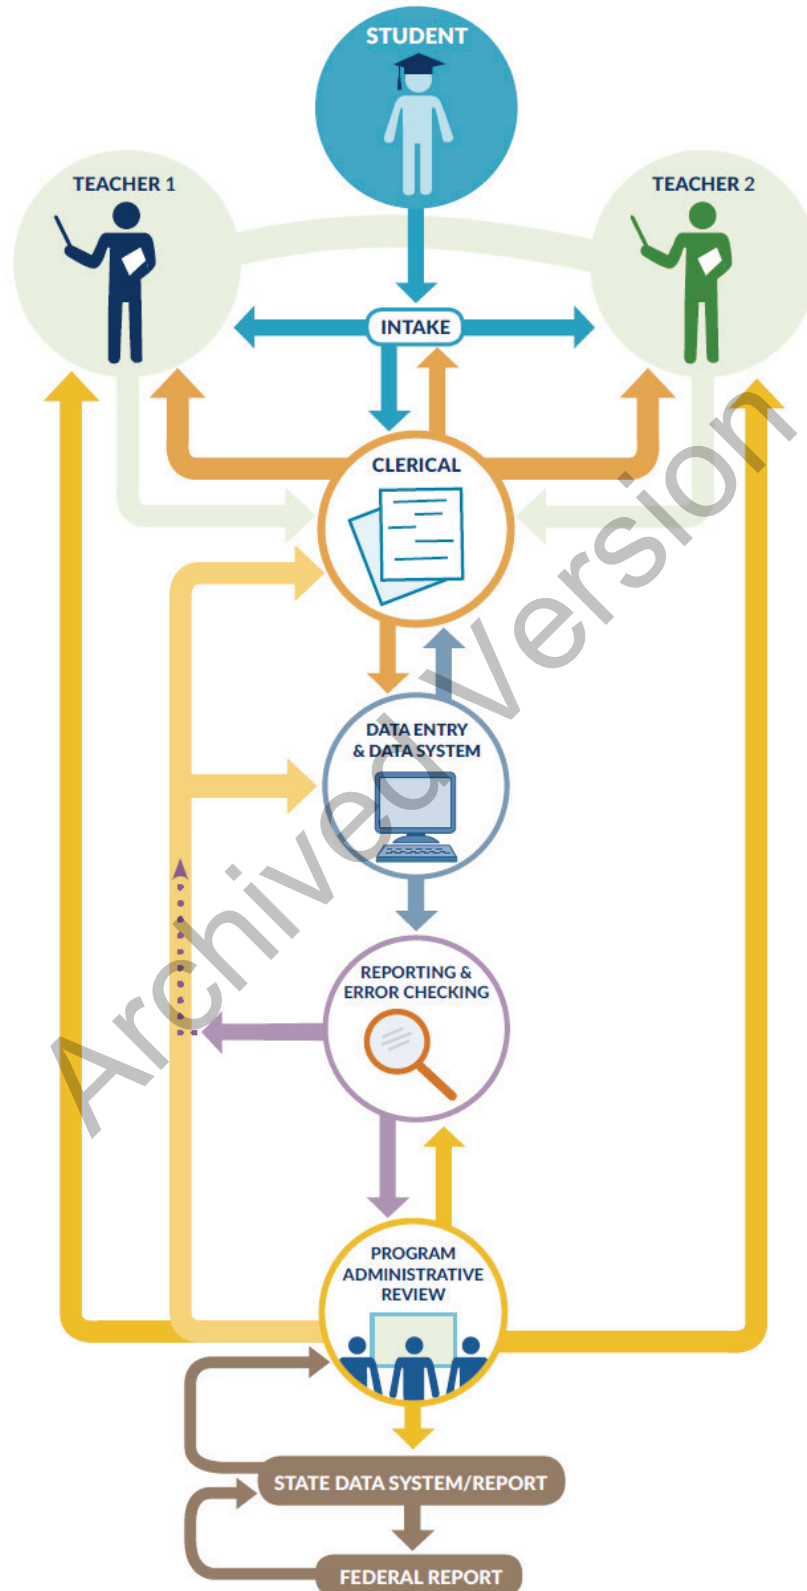 STUDENT
TEACHER 1
TEACHER 2
INTAKE
CLERICAL
DATA ENTRY
& DATA SYSTEM
REPORTING &
ERROR CHECKING
PROGRAM
ADMINISTRATIVE
REVIEW
STATE DATA SYSTEM/REPORT
FEDERAL REPORT
Archived Version